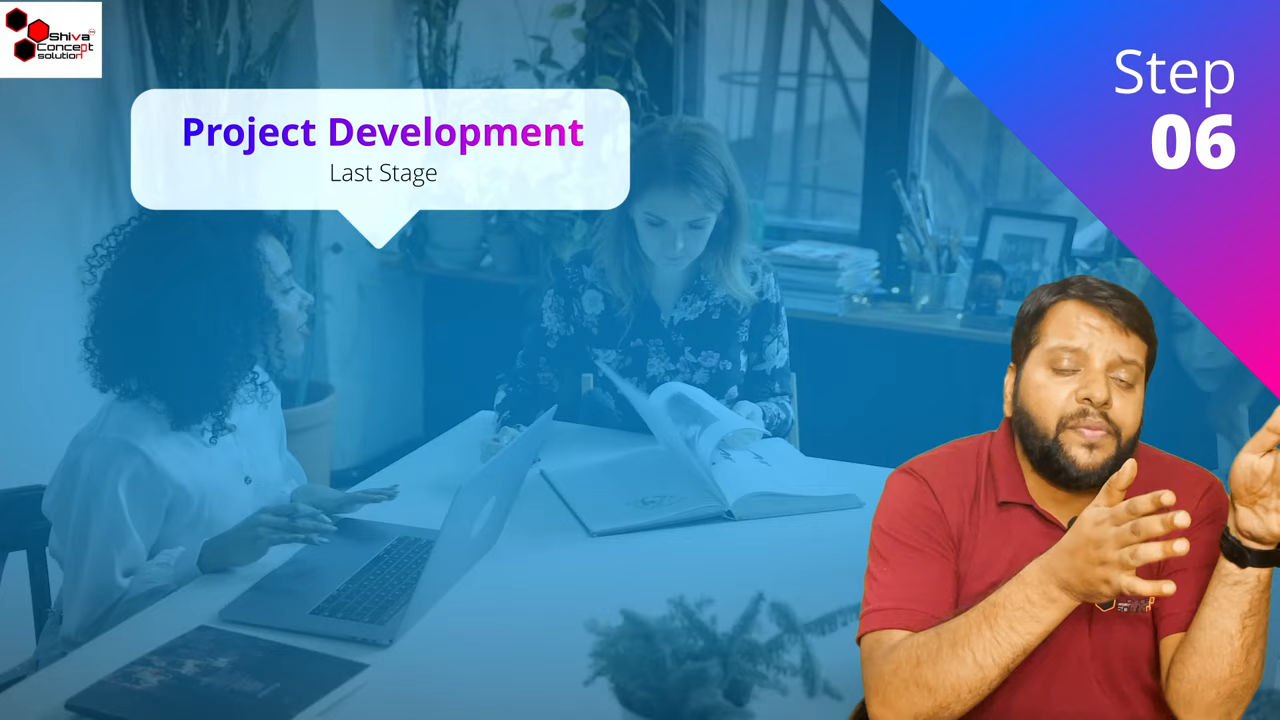 Shiva
Concept
solution
Project Development
Last Stage
Step
06